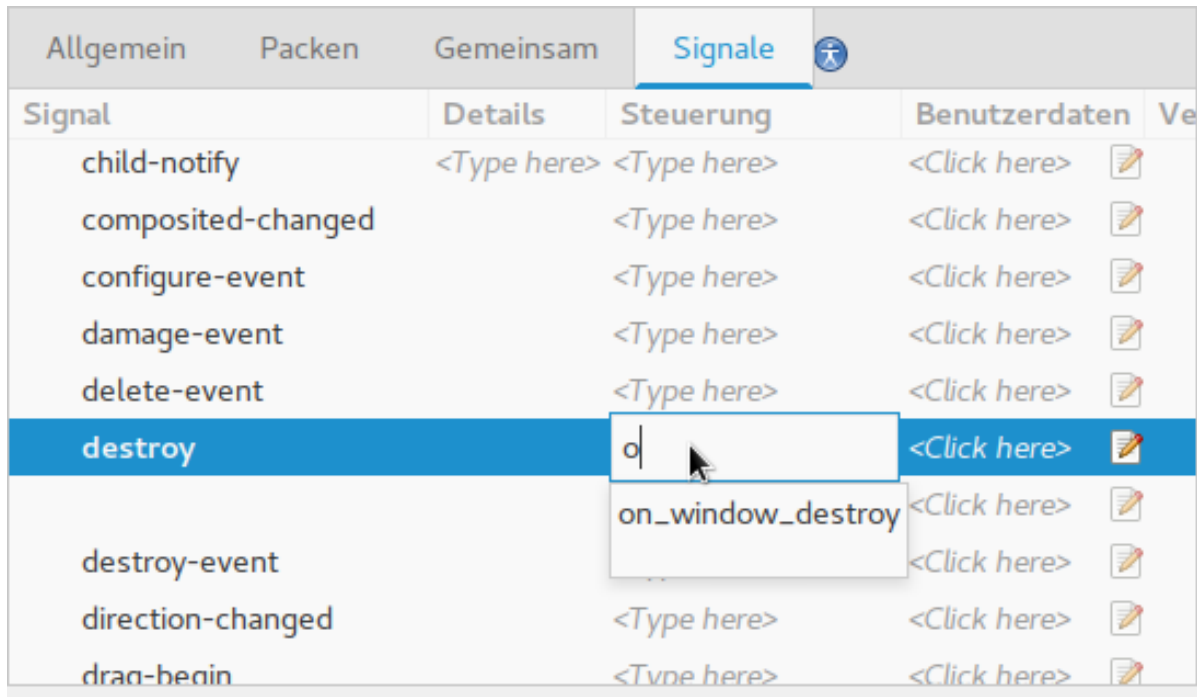 Allgemein Packen Gemeinsam Signale
Signal Details Steuerung Benutzerdaten Ve
child-notify <Type here> <Type here> <Click here>
composited-changed <Type here> <Click here>
configure-event <Type here> <Click here>
damage-event <Type here> <Click here>
delete-event <Type here> <Click here>
destroy o <Click here>
on_window_destroy <Click here>
destroy-event <Click here>
direction-changed <Type here> <Click here>
drag-begin <Type here> <Click here>